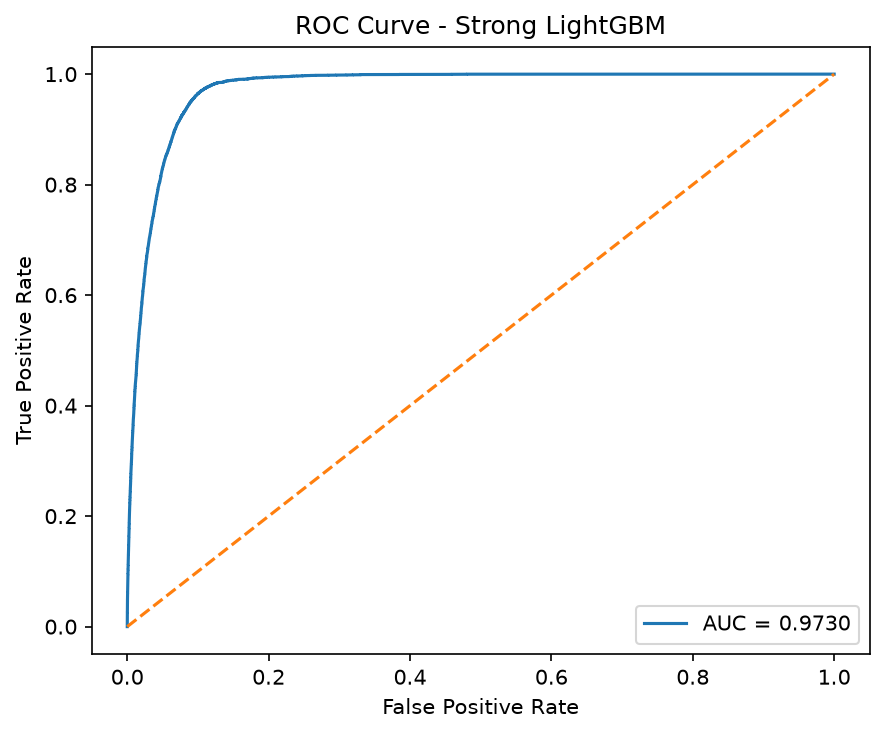 ROC Curve - Strong LightGBM
True Positive Rate
1.0
0.8
0.6
0.4
0.2
0.0
AUC = 0.9730
0.0 0.2 0.4 0.6 0.8 1.0
False Positive Rate